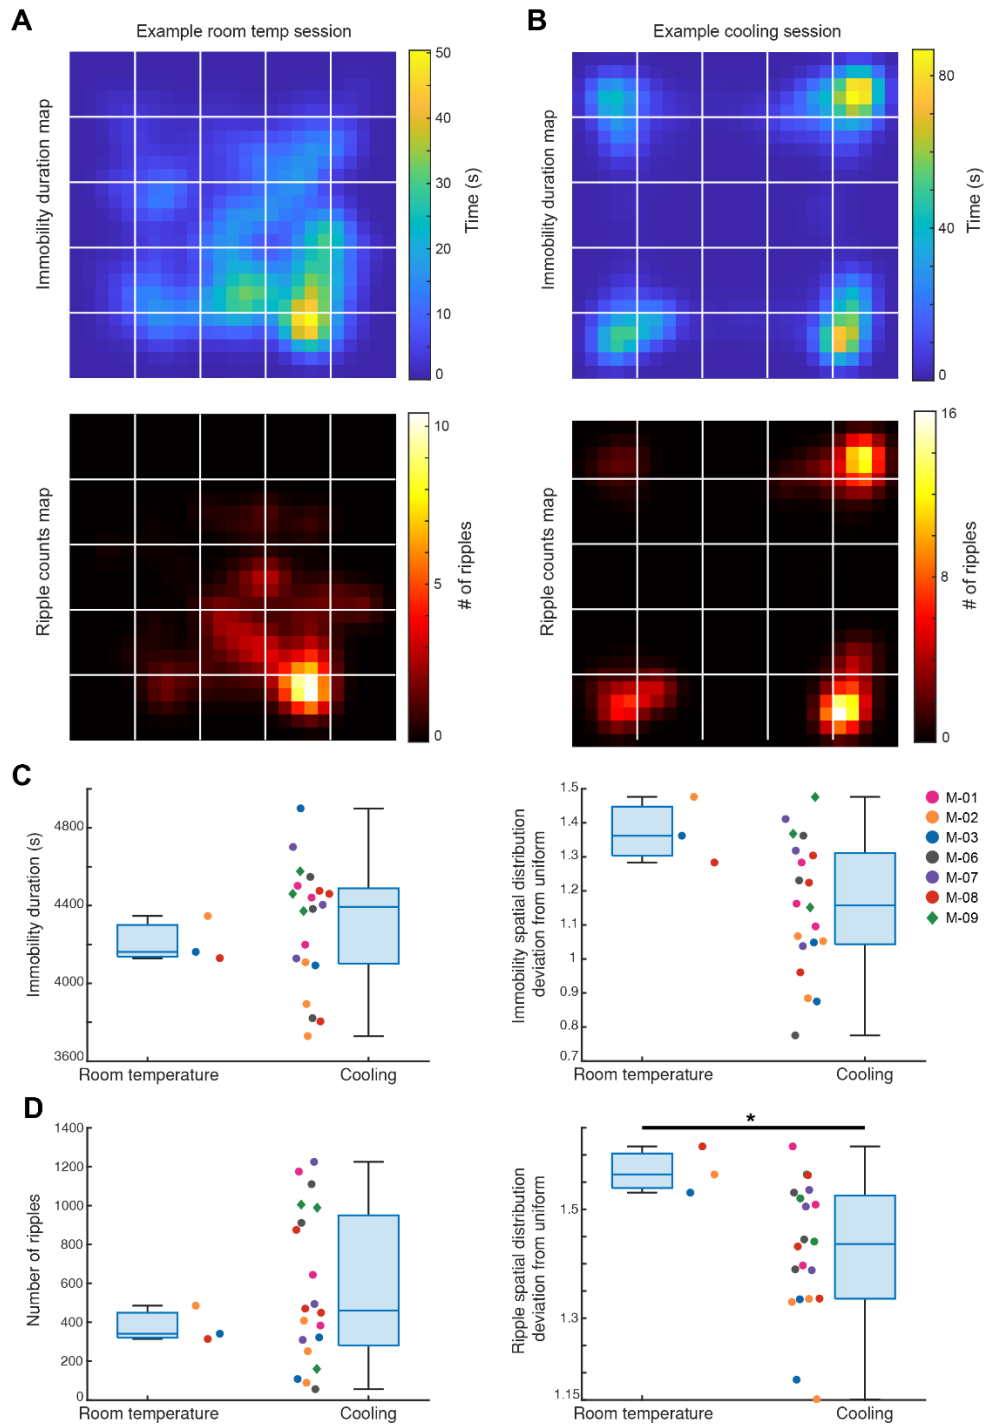 A
Example room temp session
Immobility duration map
50
40
30
20
10
0
Time (s)
B
Example cooling session
Immobility duration map
80
40
0
Time (s)
Ripple counts map
10
5
0
# of ripples
Ripple counts map
16
8
0
# of ripples
C
Immobility duration (s)
4800
4400
4000
3600
Room temperature
Cooling
Immobility spatial distribution
deviation from uniform
1.5
1.4
1.3
1.2
1.1
1
0.9
0.8
0.7
Room temperature
Cooling
M-01
M-02
M-03
M-06
M-07
M-08
M-09
D
Number of ripples
1400
1200
1000
800
600
400
200
0
Room temperature
Cooling
Ripple spatial distribution
deviation from uniform
1.5
1.3
1.15
*
Room temperature
Cooling